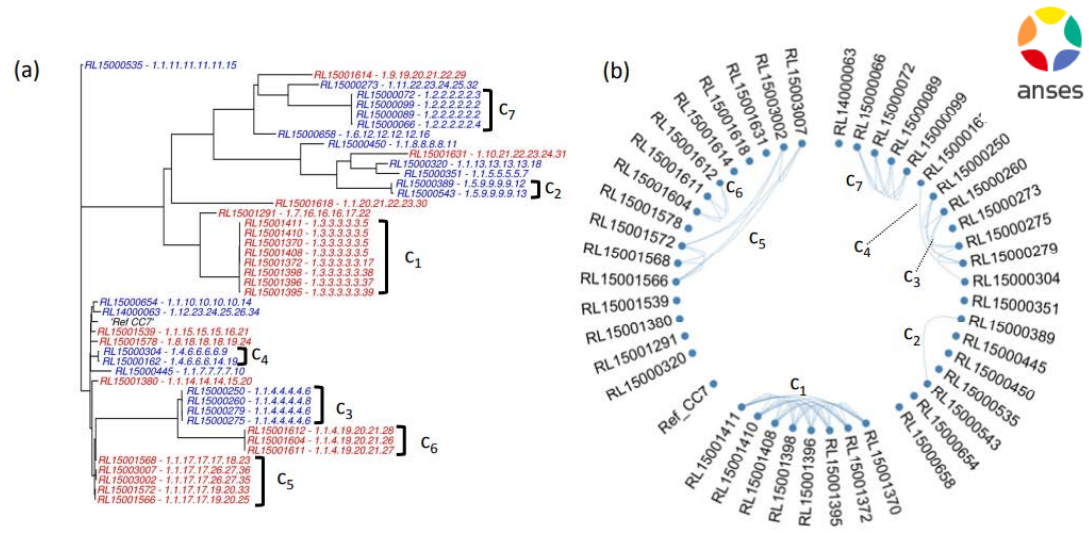 (a)
RL15000535 - 1.1.11.11.11.11.15
RL15001614 - 1.9.19.20.21.22.29
RL15000273 - 1.11.22.23.24.25.32
RL15000072 - 1.2.2.2.2.2.3
RL15000099 - 1.2.2.2.2.2.2
RL15000089 - 1.2.2.2.2.2.2
RL15000066 - 1.2.2.2.2.2.4
C7
RL15000658 - 1.6.12.12.12.12.16
RL15000450 - 1.1.8.8.8.8.11
RL15001631 - 1.10.21.22.23.24.31
RL15000320 - 1.1.13.13.13.13.18
RL15000351 - 1.1.5.5.5.5.7
RL15000389 - 1.5.9.9.9.9.12
RL15000543 - 1.5.9.9.9.9.13
C2
RL15001618 - 1.1.20.21.22.23.30
RL15001291 - 1.7.16.16.16.17.22
RL15001411 - 1.3.3.3.3.3.5
RL15001410 - 1.3.3.3.3.3.5
RL15001370 - 1.3.3.3.3.3.5
RL15001408 - 1.3.3.3.3.3.5
RL15001372 - 1.3.3.3.3.3.17
RL15001398 - 1.3.3.3.3.3.38
RL15001396 - 1.3.3.3.3.3.37
RL15001395 - 1.3.3.3.3.3.39
C1
RL15000654 - 1.1.10.10.10.10.14
RL14000063 - 1.12.23.24.25.26.34
'Ref CC7'
RL15001539 - 1.1.15.15.15.16.21
RL15001578 - 1.8.18.18.18.19.24
RL15000304 - 1.4.6.6.6.6.9
RL15000162 - 1.4.6.6.6.14.19
C4
RL15000445 - 1.1.7.7.7.7.10
RL15001380 - 1.1.14.14.14.15.20
RL15000250 - 1.1.4.4.4.4.6
RL15000260 - 1.1.4.4.4.4.8
RL15000279 - 1.1.4.4.4.4.6
RL15000275 - 1.1.4.4.4.4.6
C3
RL15001612 - 1.1.4.19.20.21.28
RL15001604 - 1.1.4.19.20.21.26
RL15001611 - 1.1.4.19.20.21.27
C6
RL15001568 - 1.1.17.17.17.18.23
RL15003007 - 1.1.17.17.26.27.36
RL15003002 - 1.1.17.17.26.27.35
RL15001572 - 1.1.17.17.19.20.33
RL15001566 - 1.1.17.17.19.20.25
C5
(b)
anses
RL14000063
RL15000066
RL15000072
RL15000089
RL15000099
RL15000250
RL15000260
RL15000273
RL15000275
RL15000279
RL15000304
RL15000351
RL15000389
RL15000445
RL15000450
RL15000535
RL15000543
RL15000654
RL15000658
RL15001370
RL15001372
RL15001395
RL15001396
RL15001398
RL15001408
RL15001410
RL15001411
Ref_CC7
RL15000320
RL15001291
RL15001380
RL15001539
RL15001566
RL15001568
RL15001572
RL15001578
RL15001604
RL15001611
RL15001612
RL15001614
RL15001618
RL15001631
RL15003002
RL15003007
C7
C6
C5
C4
C3
C2
C1